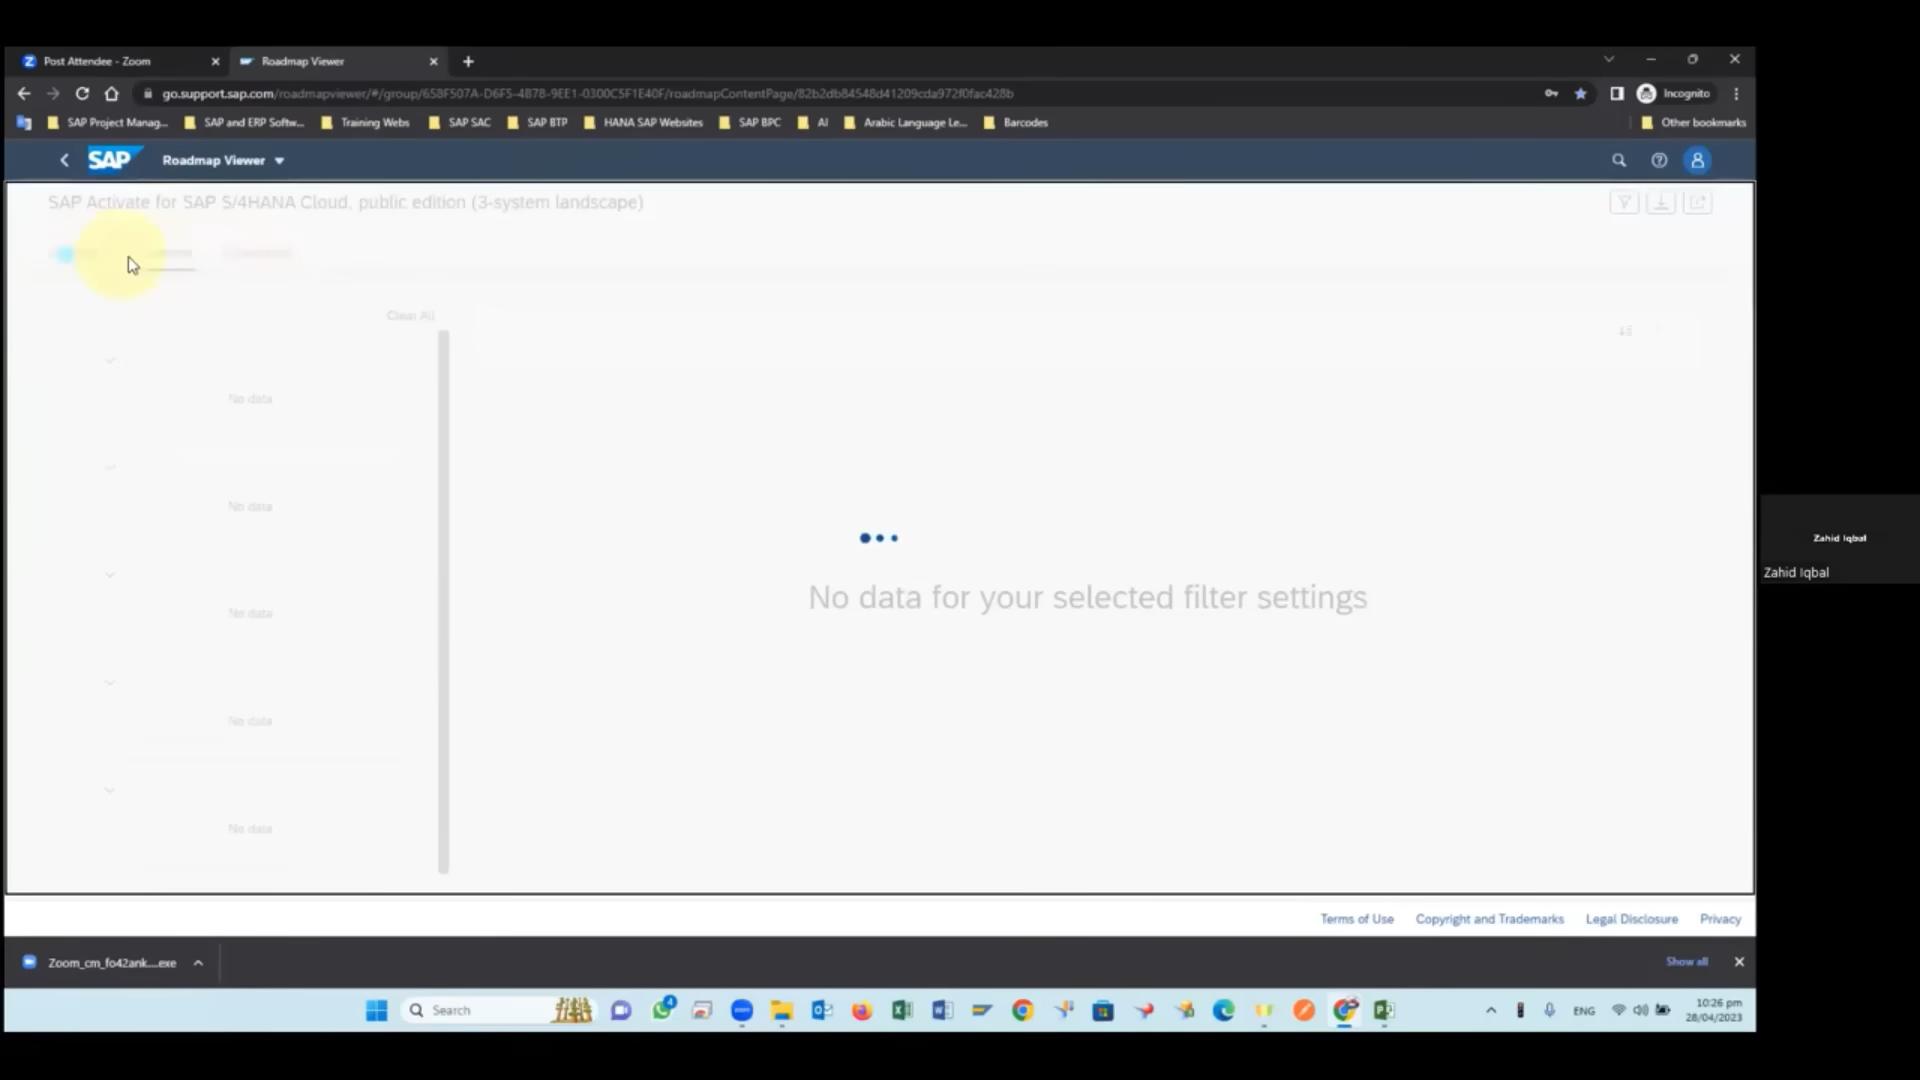 Post Attendee - Zoom
Roadmap Viewer
go.support.sap.com/roadmapviewer/#/group/658F507A-D6F5-4B78-9EE1-0300C5F1E40F/roadmapContentPage/82b2db84548d41209cda972f0fac428b
Incognito
SAP Project Manag...
SAP and ERP Softw...
Training Webs
SAP SAC
SAP BTP
HANA SAP Websites
SAP BPC
AI
Arabic Language Le...
Barcodes
Other bookmarks
SAP
Roadmap Viewer
SAP Activate for SAP S/4HANA Cloud, public edition (3-system landscape)
Clear All
No data
No data
No data
No data
No data
No data for your selected filter settings
Zahid Iqbal
Zahid Iqbal
Terms of Use
Copyright and Trademarks
Legal Disclosure
Privacy
Zoom_cm_fo42ank....exe
Show all
Search
4
ENG
10:26 pm
28/04/2023